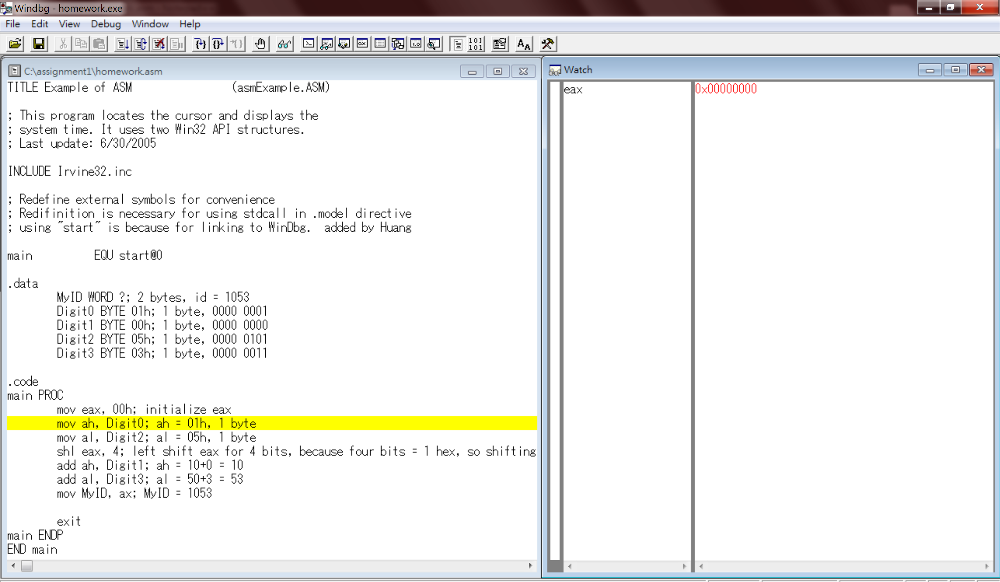 Windbg - homework.exe
File Edit View Debug Window Help
C:\assignment1\homework.asm
TITLE Example of ASM (asmExample.ASM)
; This program locates the cursor and displays the
; system time. It uses two Win32 API structures.
; Last update: 6/30/2005
INCLUDE Irvine32.inc
; Redefine external symbols for convenience
; Redifinition is necessary for using stdcall in .model directive
; using "start" is because for linking to WinDbg.  added by Huang
main EQU start@0
.data
MyID WORD ?; 2 bytes, id = 1053
Digit0 BYTE 01h; 1 byte, 0000 0001
Digit1 BYTE 00h; 1 byte, 0000 0000
Digit2 BYTE 05h; 1 byte, 0000 0101
Digit3 BYTE 03h; 1 byte, 0000 0011
.code
main PROC
mov eax, 00h; initialize eax
mov ah, Digit0; ah = 01h, 1 byte
mov al, Digit2; al = 05h, 1 byte
shl eax, 4; left shift eax for 4 bits, because four bits = 1 hex, so shifting
add ah, Digit1; ah = 10+0 = 10
add al, Digit3; al = 50+3 = 53
mov MyID, ax; MyID = 1053
exit
main ENDP
END main
Watch
eax 0x00000000